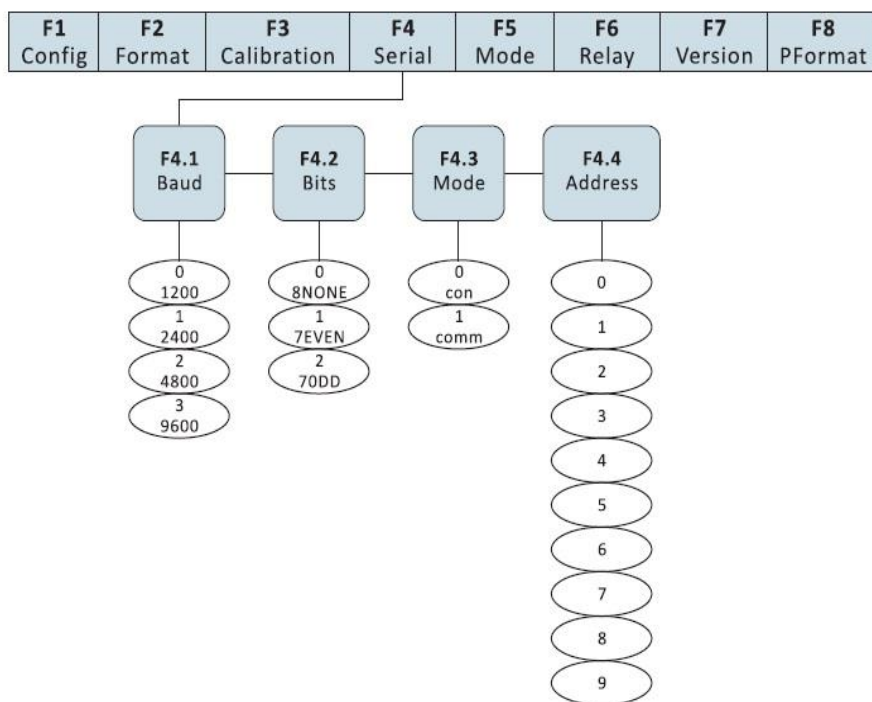 F1 F2 F3 F4 F5 F6 F7 F8
Config Format Calibration Serial Mode Relay Version PFormat
F4.1 F4.2 F4.3 F4.4
Baud Bits Mode Address
0
1200
1
2400
2
4800
3
9600
0
8NONE
1
7EVEN
2
70DD
0
con
1
comm
0
1
2
3
4
5
6
7
8
9